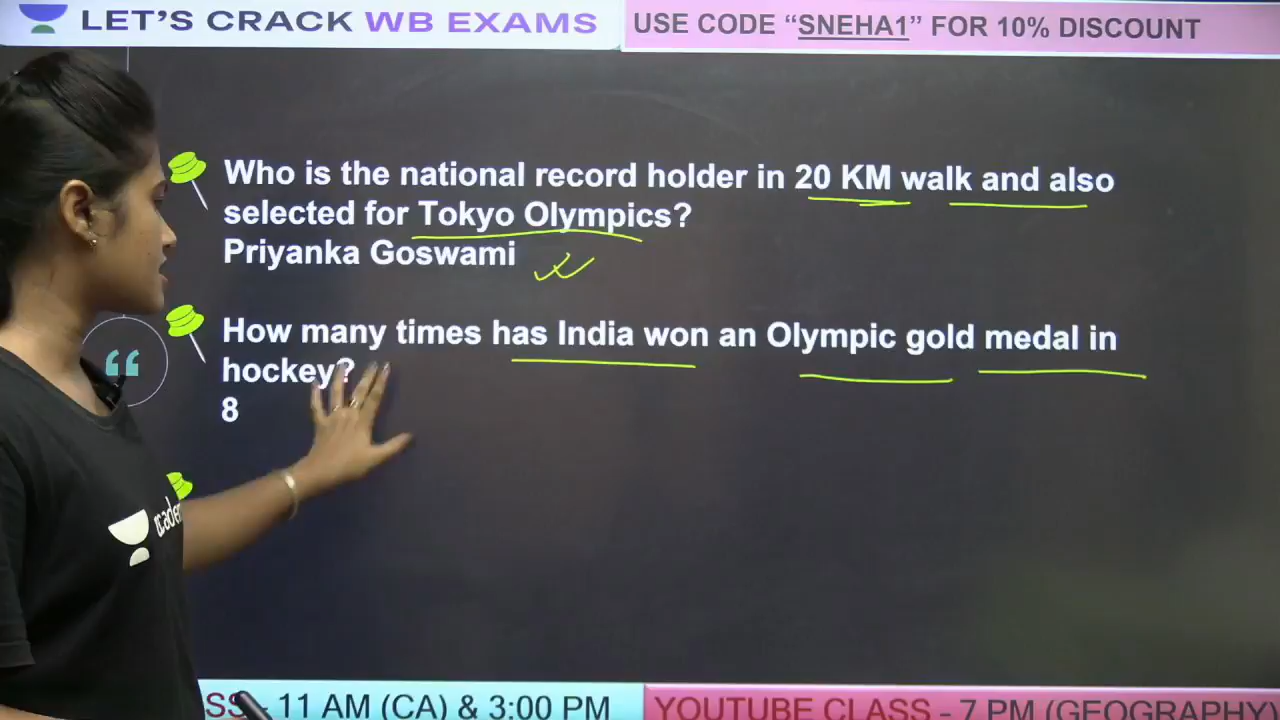 LET'S CRACK WB EXAMS
USE CODE “SNEHA1” FOR 10% DISCOUNT
Who is the national record holder in 20 KM walk and also
selected for Tokyo Olympics?
Priyanka Goswami
How many times has India won an Olympic gold medal in
hockey?
8
- 11 AM (CA) & 3:00 PM
YOUTUBE CLASS - 7 PM (GEOGRAPHY)